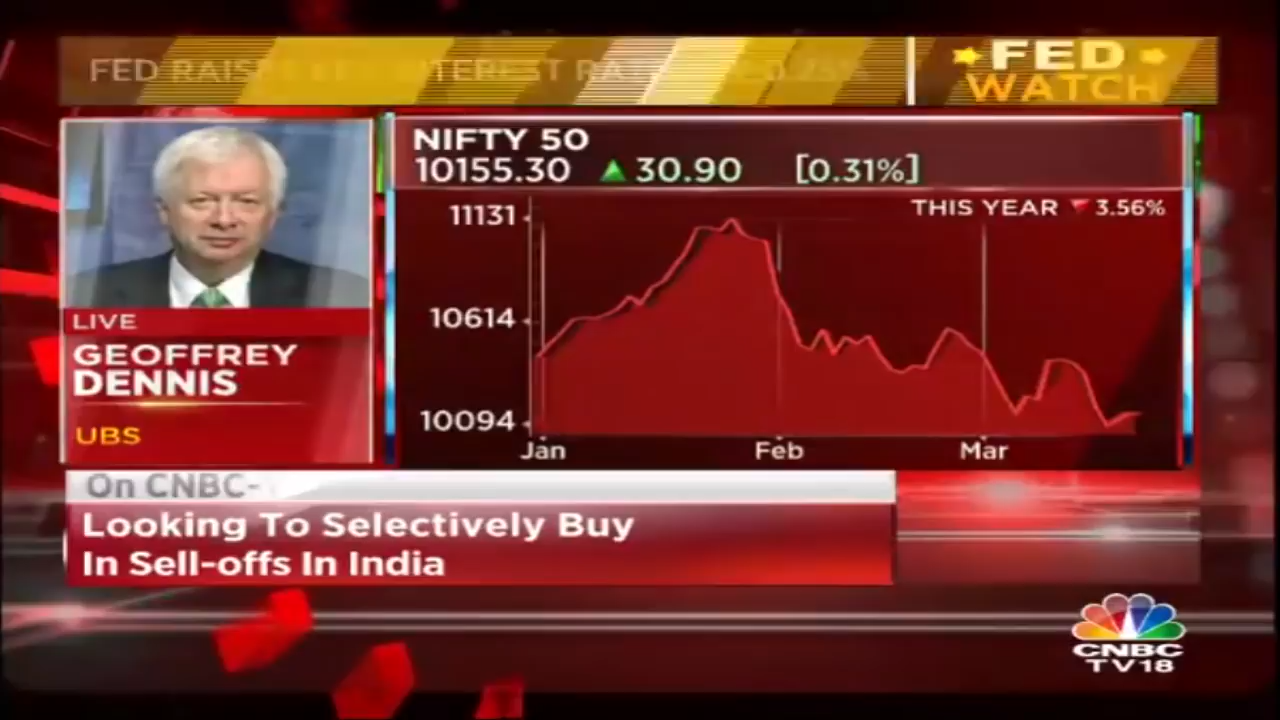 FED
FED WATCH
NIFTY 50
10155.30 ▲ 30.90 [0.31%]
THIS YEAR ▼ 3.56%
11131
10614
10094
Jan Feb Mar
LIVE
GEOFFREY
DENNIS
UBS
On CNBC-
Looking To Selectively Buy
In Sell-offs In India
CNBC
TV18